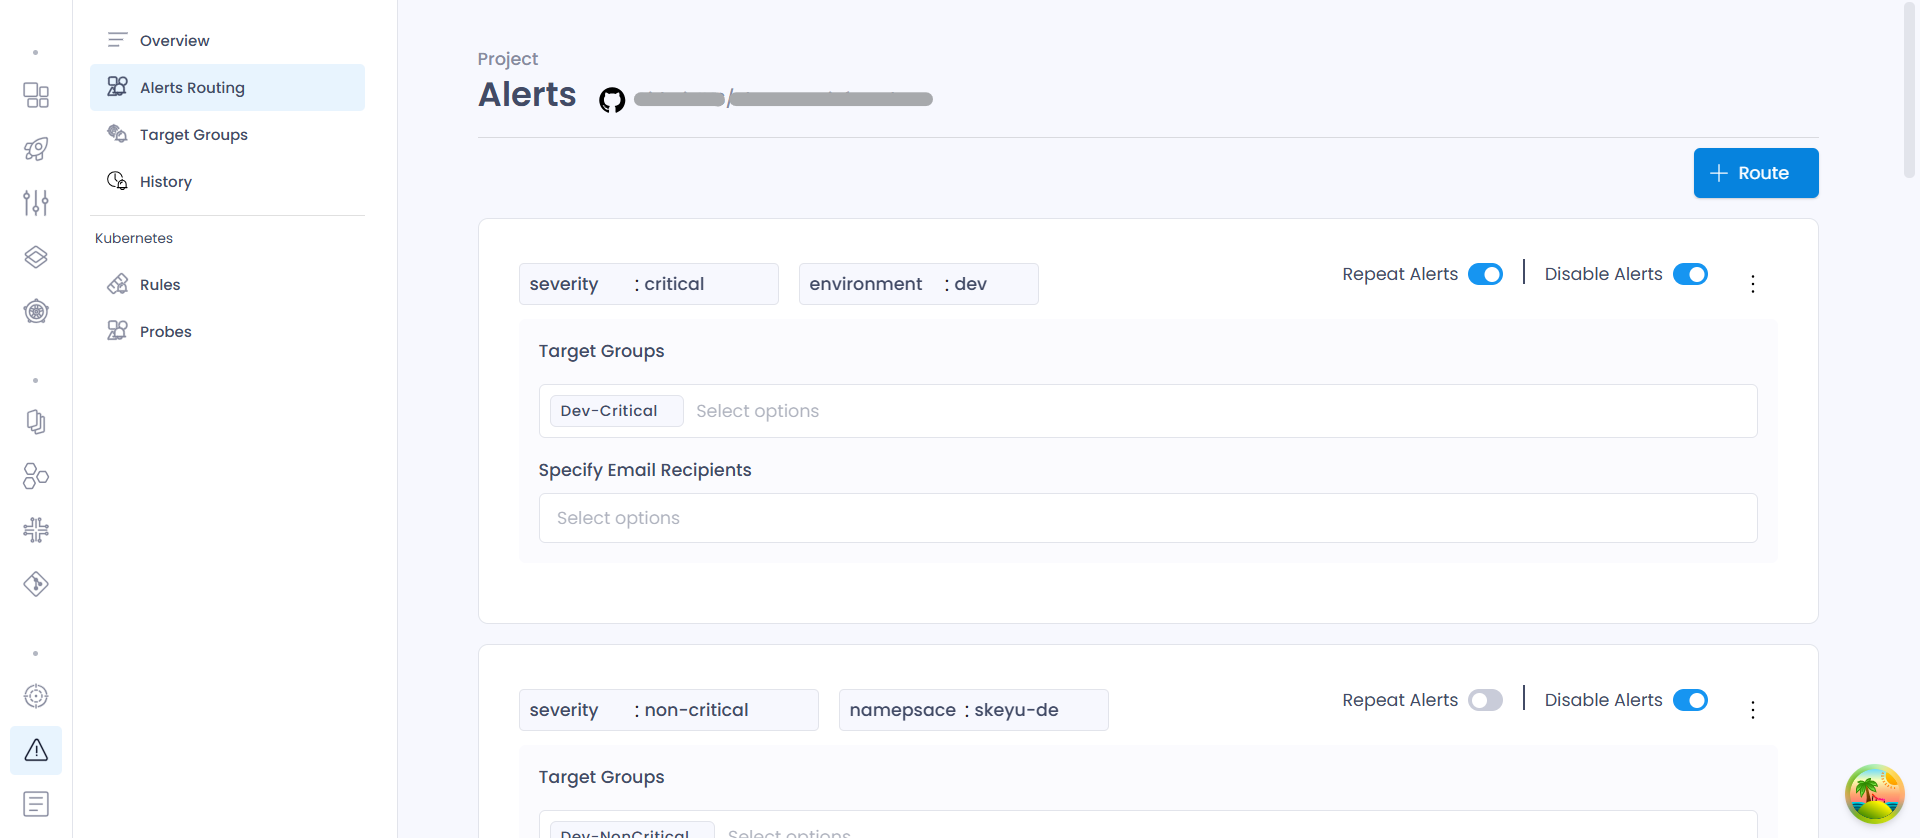 Overview
Alerts Routing
Target Groups
History
Kubernetes
Rules
Probes
Project
Alerts /
+ Route
severity : critical environment : dev Repeat Alerts Disable Alerts
Target Groups
Dev-Critical Select options
Specify Email Recipients
Select options
severity : non-critical namepsace : skeyu-de Repeat Alerts Disable Alerts
Target Groups
Dev-NonCritical Select options